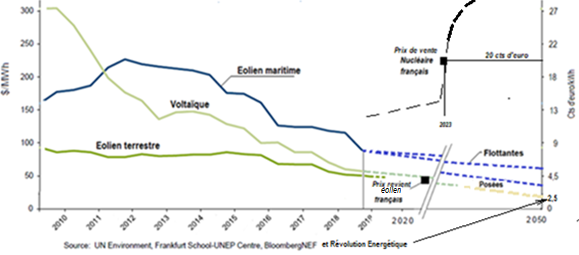 300
250
200
150
100
50
0
$/MWh
2010
2011
2012
2013
2014
2015
2016
2017
2018
2019
2020
2050
27
20
20
13
9
4,5
2,5
0
Cts d'euro/kWh
Eolien maritime
Voltaïque
Eolien terrestre
Prix de vente
Nucléaire
français
20 cts d'euro
2023
Flottantes
Posées
Prix revient
éolien
français
Source: UN Environment, Frankfurt School-UNEP Centre, BloombergNEF et Révolution Energétique